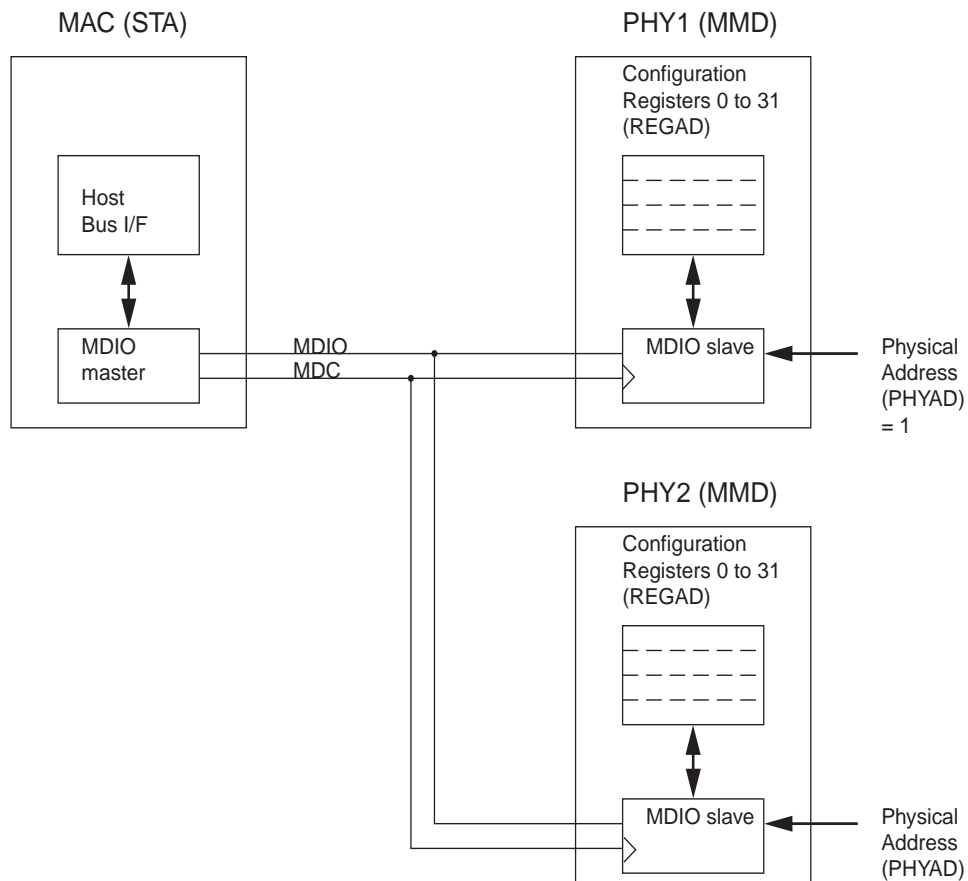 MAC (STA)
Host
Bus I/F
MDIO
master
MDIO
MDC
PHY1 (MMD)
Configuration
Registers 0 to 31
(REGAD)
MDIO slave
Physical
Address
(PHYAD)
= 1
PHY2 (MMD)
Configuration
Registers 0 to 31
(REGAD)
MDIO slave
Physical
Address
(PHYAD)